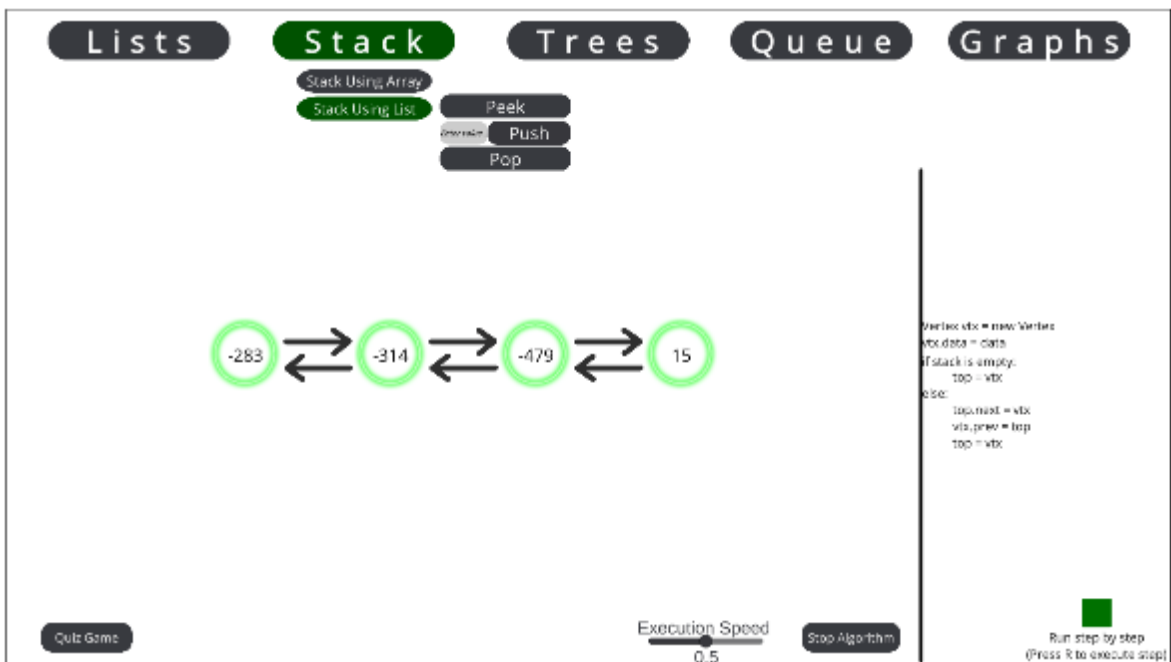 Lists Stack Trees Queue Graphs
Stack Using Array
Stack Using List
Peek
Push
Pop
-283 -314 -479 15
Vertex vtx = new Vertex
vtx.data = data
if stack is empty:
top = vtx
else:
top.next = vtx
vtx.prev = top
top = vtx
Quiz Game
Execution Speed
0.5
Stop Algorithm
Run step by step
(Press R to execute step)